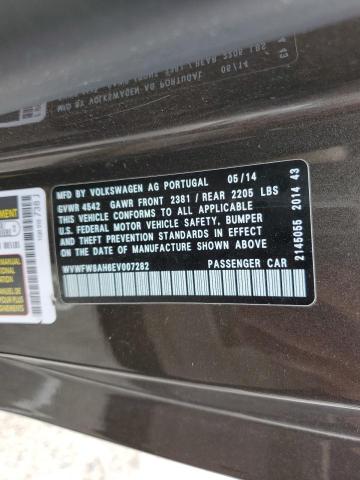 MFD BY VOLKSWAGEN AG PORTUGAL 05/14
GVWR 4542 GAWR FRONT 2381 / REAR 2205 LBS
THIS VEHICLE CONFORMS TO ALL APPLICABLE
FEDERAL MOTOR VEHICLE SAFETY, BUMPER
AND THEFT PREVENTION STANDARDS IN EFFECT
ON THE DATE OF MANUFACTURE SHOWN ABOVE
WVWFW8AH6EV007282 PASSENGER CAR
2145055 2014 43